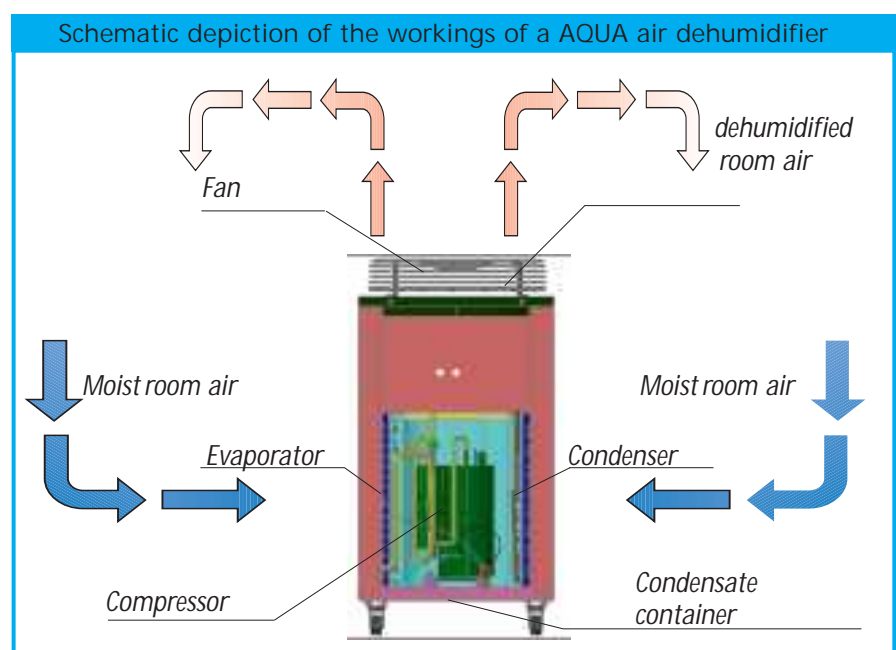 Schematic depiction of the workings of a AQUA air dehumidifier
dehumidified
room air
Fan
Moist room air
Moist room air
Evaporator
Condenser
Compressor
Condensate
container